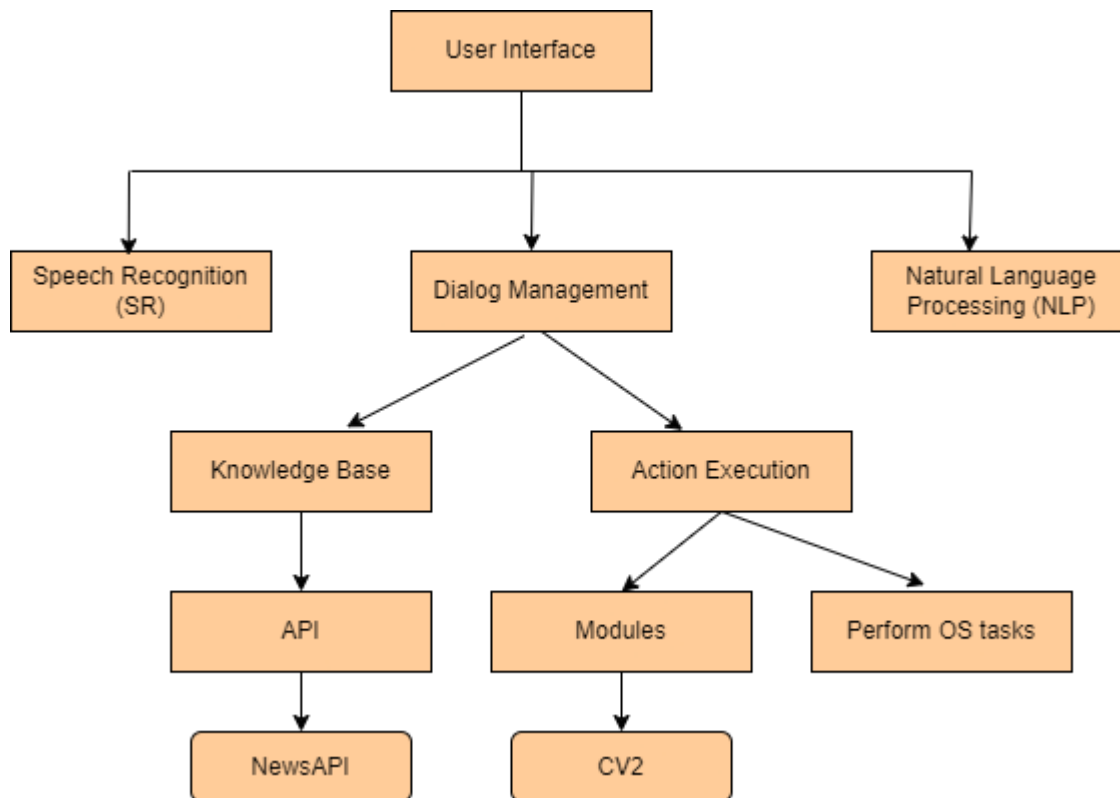 User Interface
Speech Recognition
(SR)
Dialog Management
Natural Language
Processing (NLP)
Knowledge Base
Action Execution
API
Modules
Perform OS tasks
NewsAPI
CV2